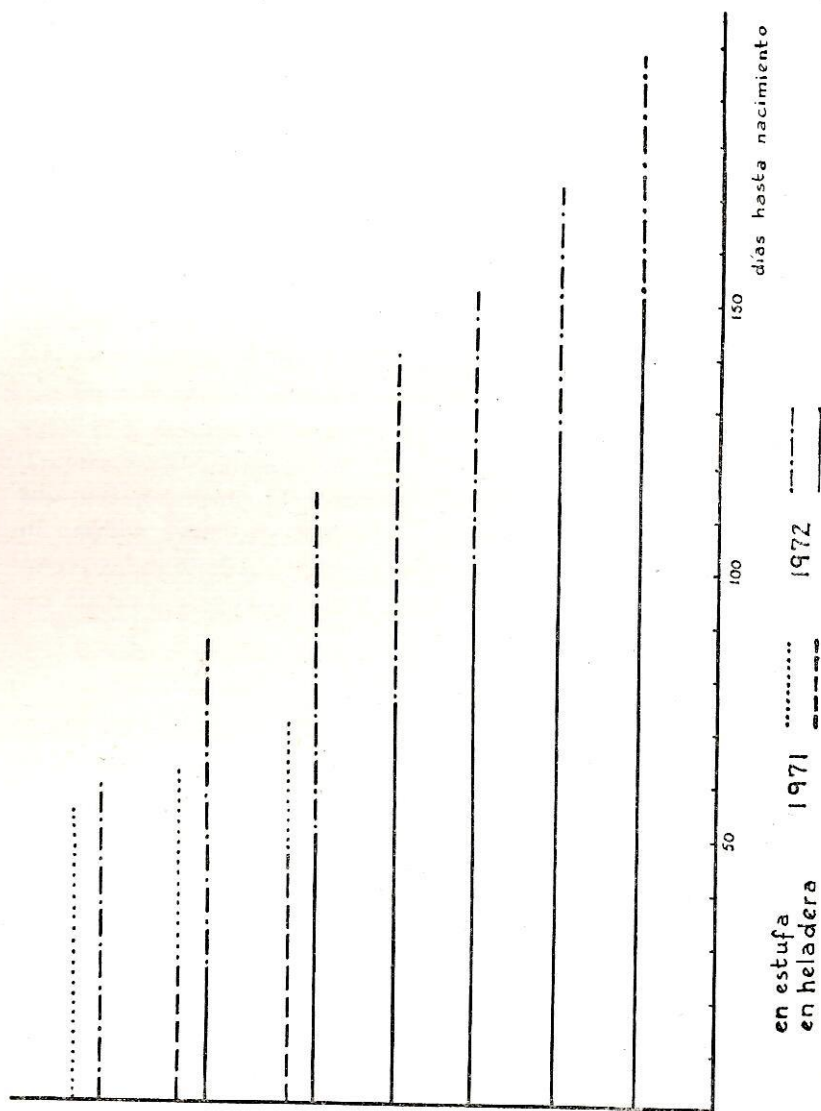 50
100
150
días hasta nacimiento
en estufa 1971 1972
en heladera